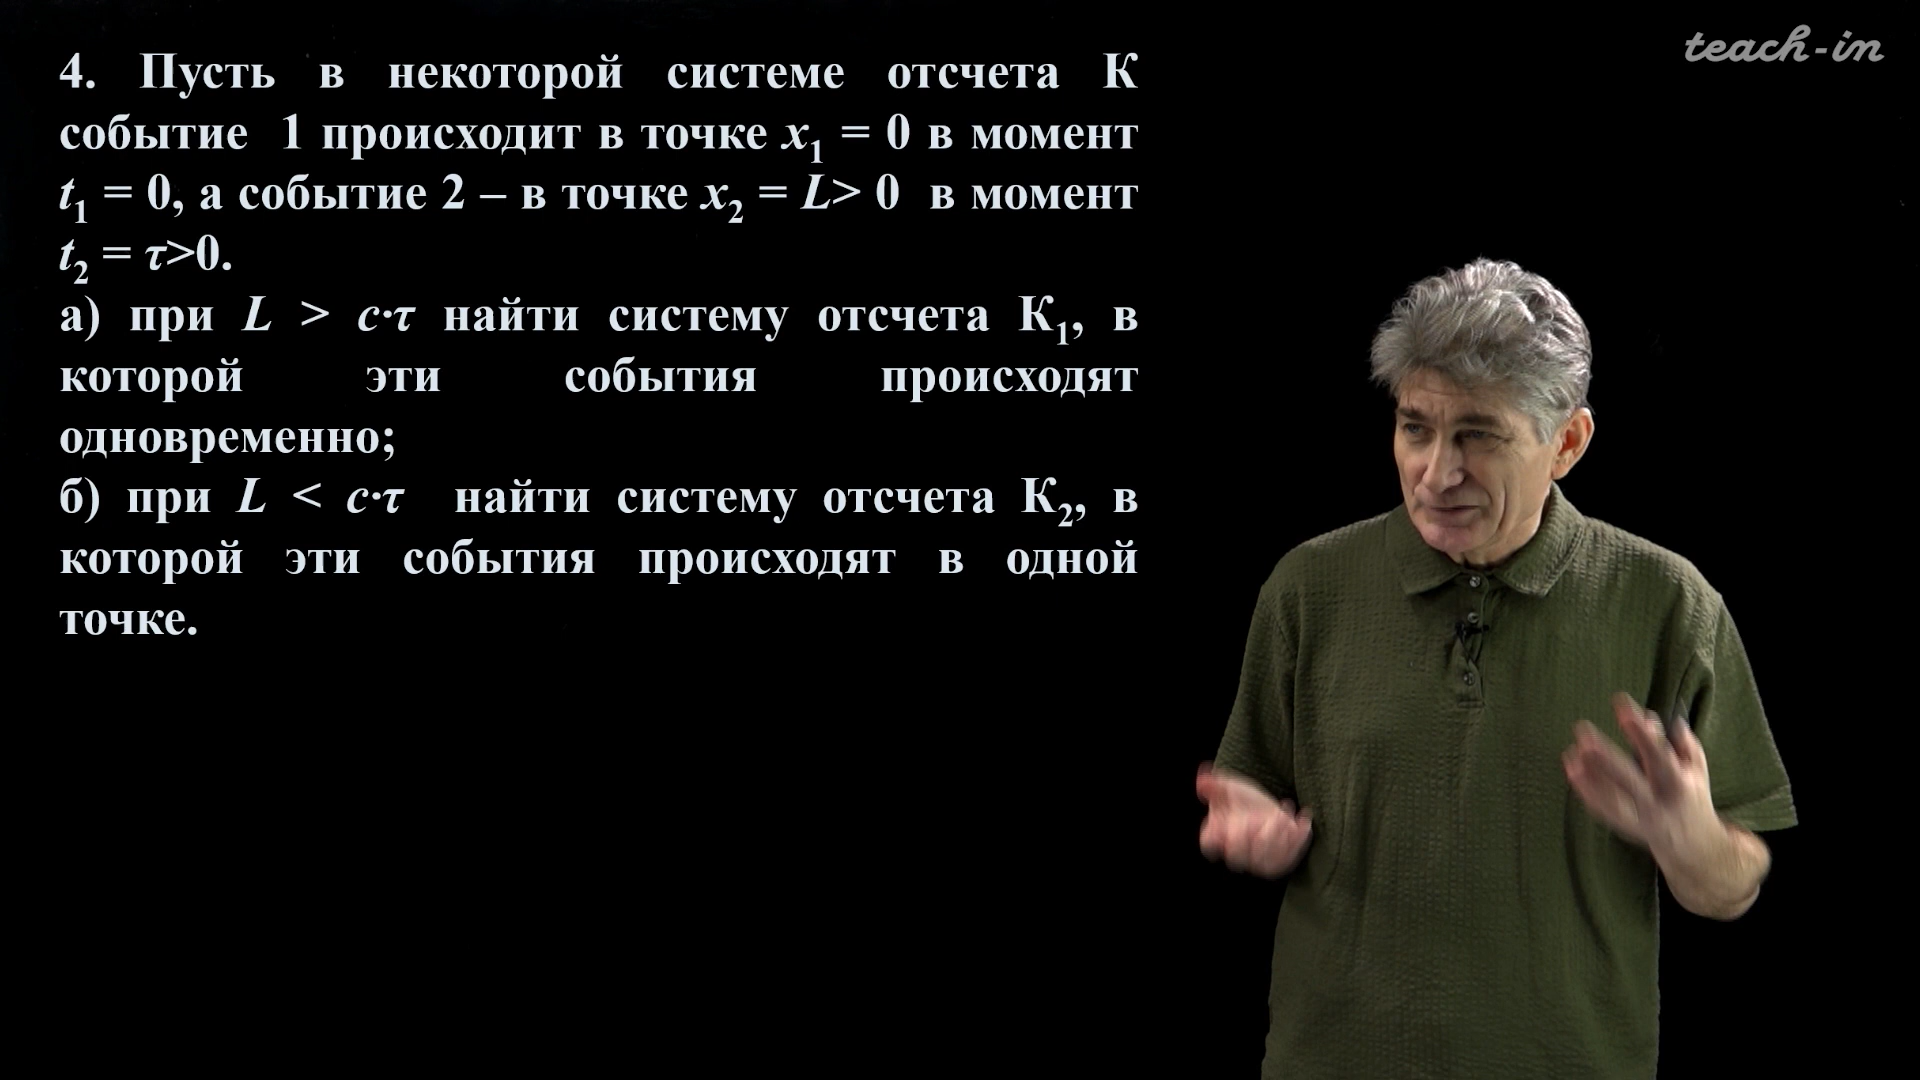 teach-in
4. Пусть в некоторой системе отсчета К
событие 1 происходит в точке x₁ = 0 в момент
t₁ = 0, а событие 2 – в точке x₂ = L> 0 в момент
t₂ = τ>0.
а) при L > c·τ найти систему отсчета К₁, в
которой эти события происходят
одновременно;
б) при L < c·τ найти систему отсчета К₂, в
которой эти события происходят в одной
точке.